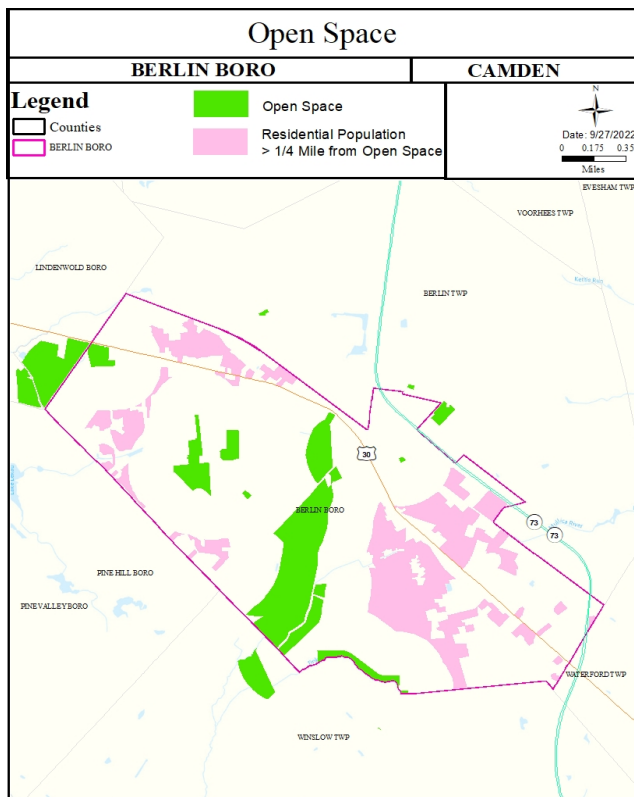 Open Space
BERLIN BORO
CAMDEN
Legend
Counties
BERLIN BORO
Open Space
Residential Population
> 1/4 Mile from Open Space
N
Date: 9/27/2022
0 0.175 0.35
Miles
EVESHAM TWP
VOORHEES TWP
LINDENWOLD BORO
Kettle Run
BERLIN TWP
30
BERLIN BORO
73
73
PINE HILL BORO
PINE VALLEY BORO
WATERFORD TWP
WINSLOW TWP